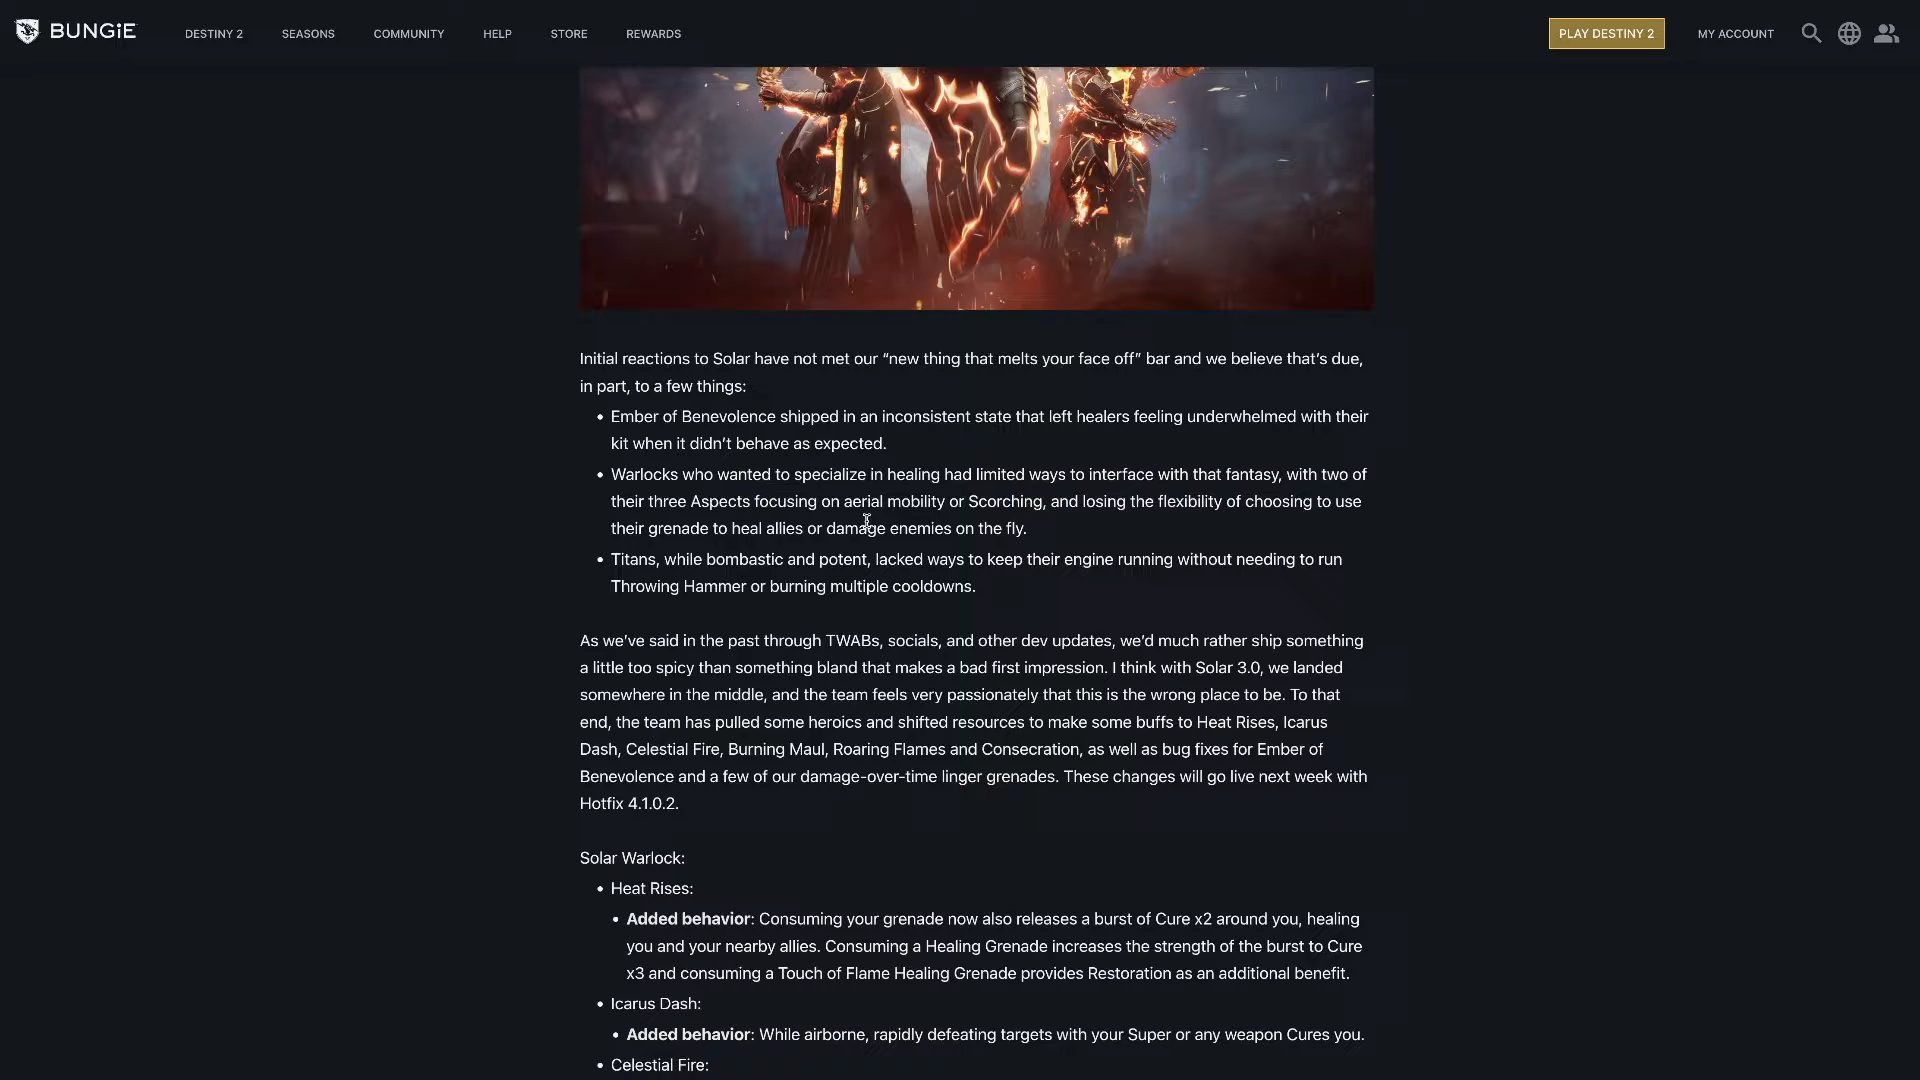 BUNGiE
DESTINY 2
SEASONS
COMMUNITY
HELP
STORE
REWARDS
PLAY DESTINY 2
MY ACCOUNT
Initial reactions to Solar have not met our “new thing that melts your face off” bar and we believe that’s due,
in part, to a few things:
• Ember of Benevolence shipped in an inconsistent state that left healers feeling underwhelmed with their
kit when it didn’t behave as expected.
• Warlocks who wanted to specialize in healing had limited ways to interface with that fantasy, with two of
their three Aspects focusing on aerial mobility or Scorching, and losing the flexibility of choosing to use
their grenade to heal allies or damage enemies on the fly.
• Titans, while bombastic and potent, lacked ways to keep their engine running without needing to run
Throwing Hammer or burning multiple cooldowns.
As we’ve said in the past through TWABs, socials, and other dev updates, we’d much rather ship something
a little too spicy than something bland that makes a bad first impression. I think with Solar 3.0, we landed
somewhere in the middle, and the team feels very passionately that this is the wrong place to be. To that
end, the team has pulled some heroics and shifted resources to make some buffs to Heat Rises, Icarus
Dash, Celestial Fire, Burning Maul, Roaring Flames and Consecration, as well as bug fixes for Ember of
Benevolence and a few of our damage-over-time linger grenades. These changes will go live next week with
Hotfix 4.1.0.2.
Solar Warlock:
• Heat Rises:
• Added behavior: Consuming your grenade now also releases a burst of Cure x2 around you, healing
you and your nearby allies. Consuming a Healing Grenade increases the strength of the burst to Cure
x3 and consuming a Touch of Flame Healing Grenade provides Restoration as an additional benefit.
• Icarus Dash:
• Added behavior: While airborne, rapidly defeating targets with your Super or any weapon Cures you.
• Celestial Fire: